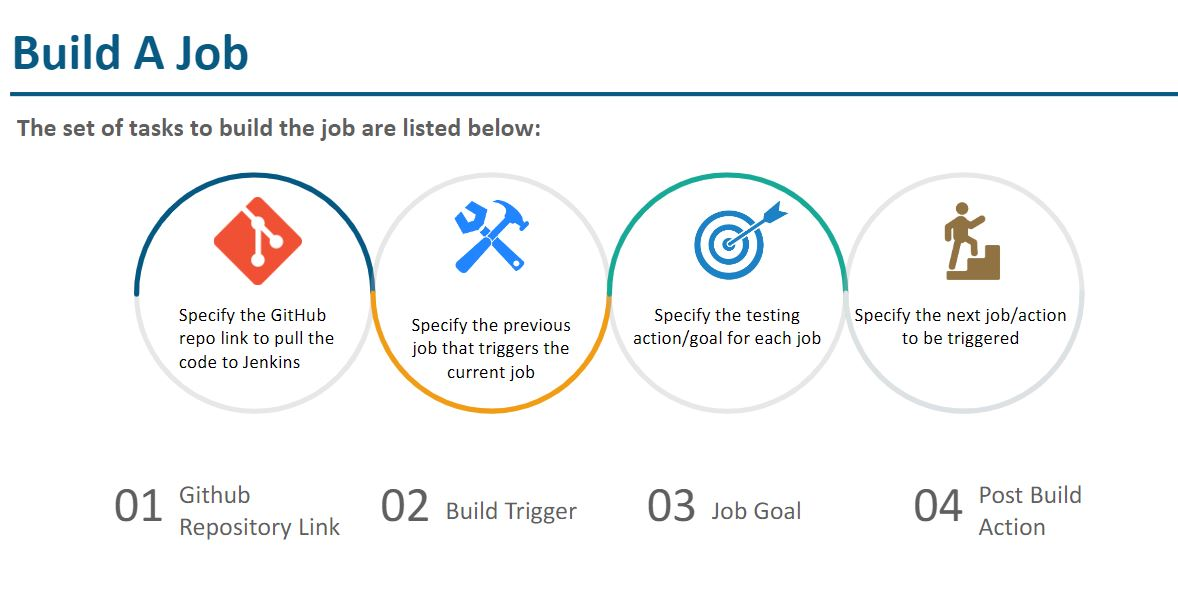 Build A Job
The set of tasks to build the job are listed below:
Specify the GitHub
repo link to pull the
code to Jenkins
Specify the previous
job that triggers the
current job
Specify the testing
action/goal for each job
Specify the next job/action
to be triggered
01 Github
Repository Link
02 Build Trigger
03 Job Goal
04 Post Build
Action